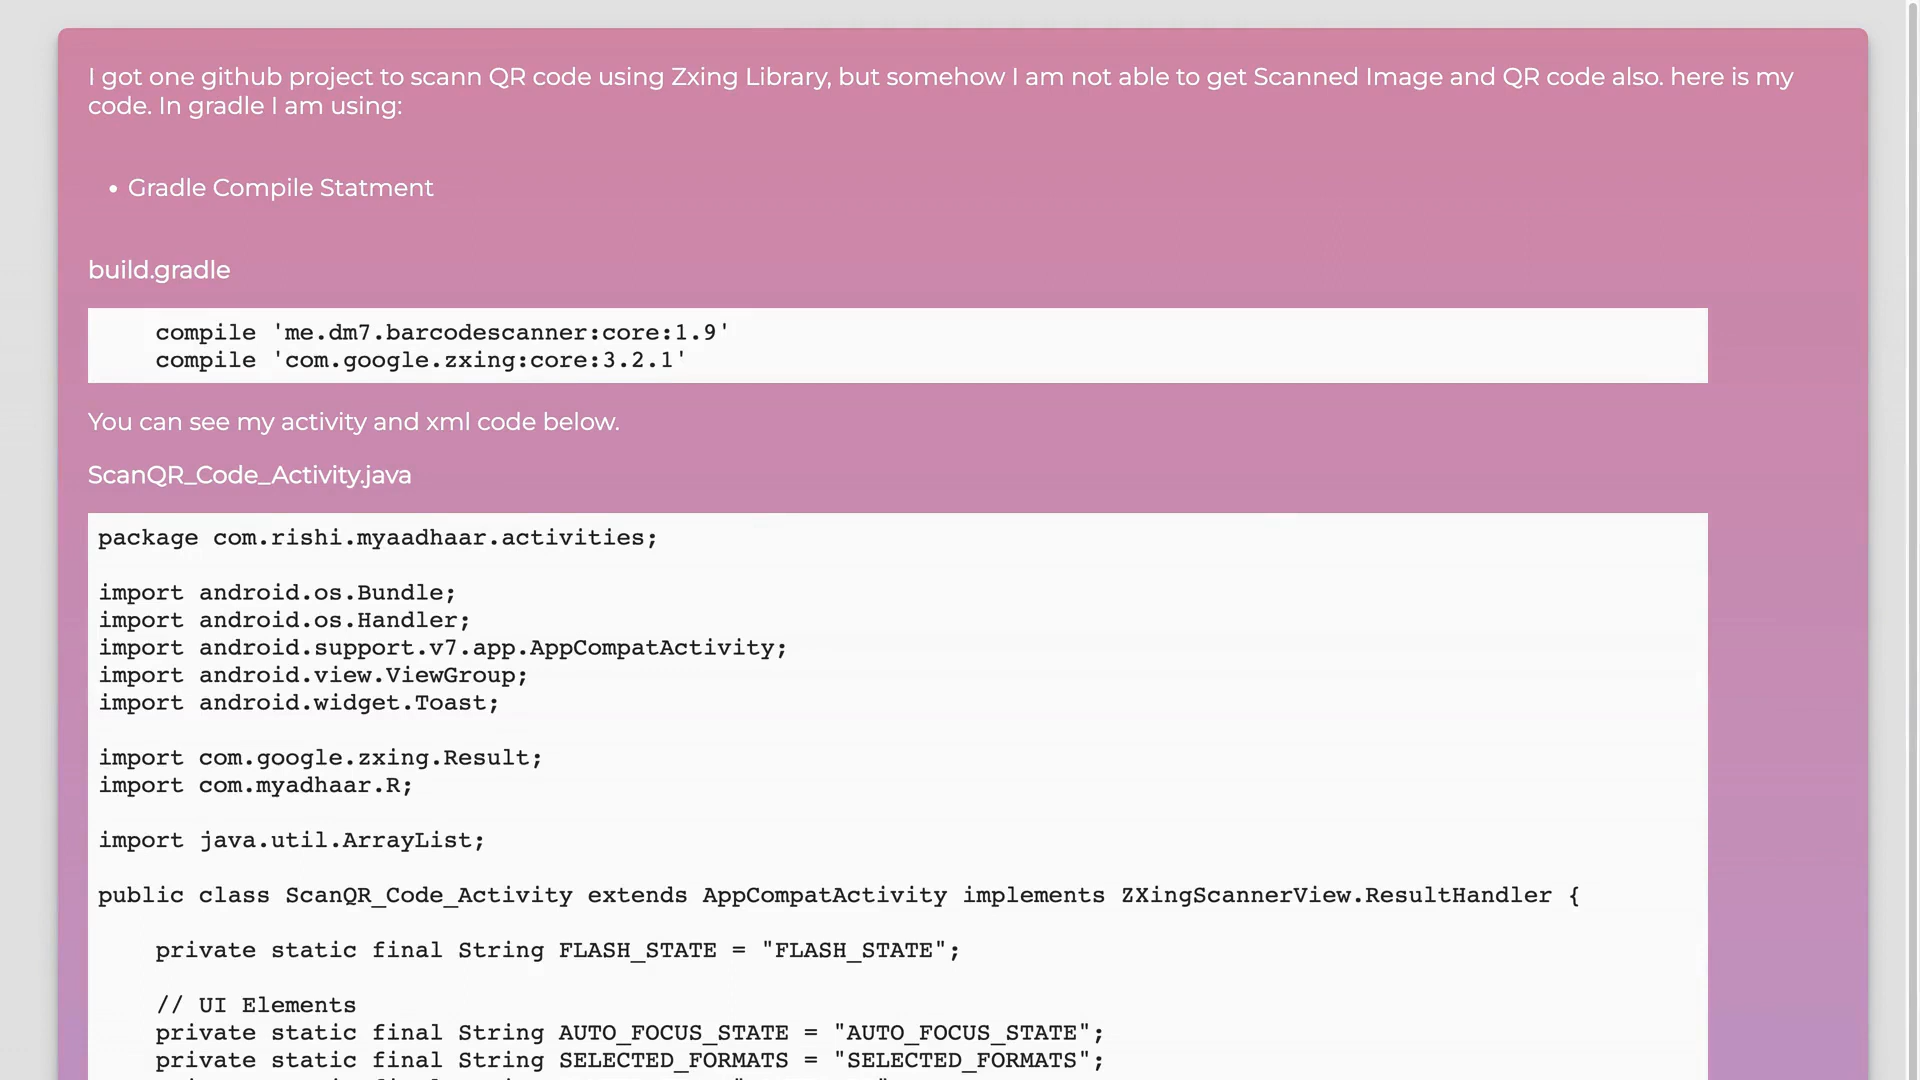 I got one github project to scann QR code using Zxing Library, but somehow I am not able to get Scanned Image and QR code also. here is my
code. In gradle I am using:
• Gradle Compile Statment
build.gradle
compile 'me.dm7.barcodescanner:core:1.9'
compile 'com.google.zxing:core:3.2.1'
You can see my activity and xml code below.
ScanQR_Code_Activity.java
package com.rishi.myaadhaar.activities;
import android.os.Bundle;
import android.os.Handler;
import android.support.v7.app.AppCompatActivity;
import android.view.ViewGroup;
import android.widget.Toast;
import com.google.zxing.Result;
import com.myadhaar.R;
import java.util.ArrayList;
public class ScanQR_Code_Activity extends AppCompatActivity implements ZXingScannerView.ResultHandler {
private static final String FLASH_STATE = "FLASH_STATE";
// UI Elements
private static final String AUTO_FOCUS_STATE = "AUTO_FOCUS_STATE";
private static final String SELECTED_FORMATS = "SELECTED_FORMATS";